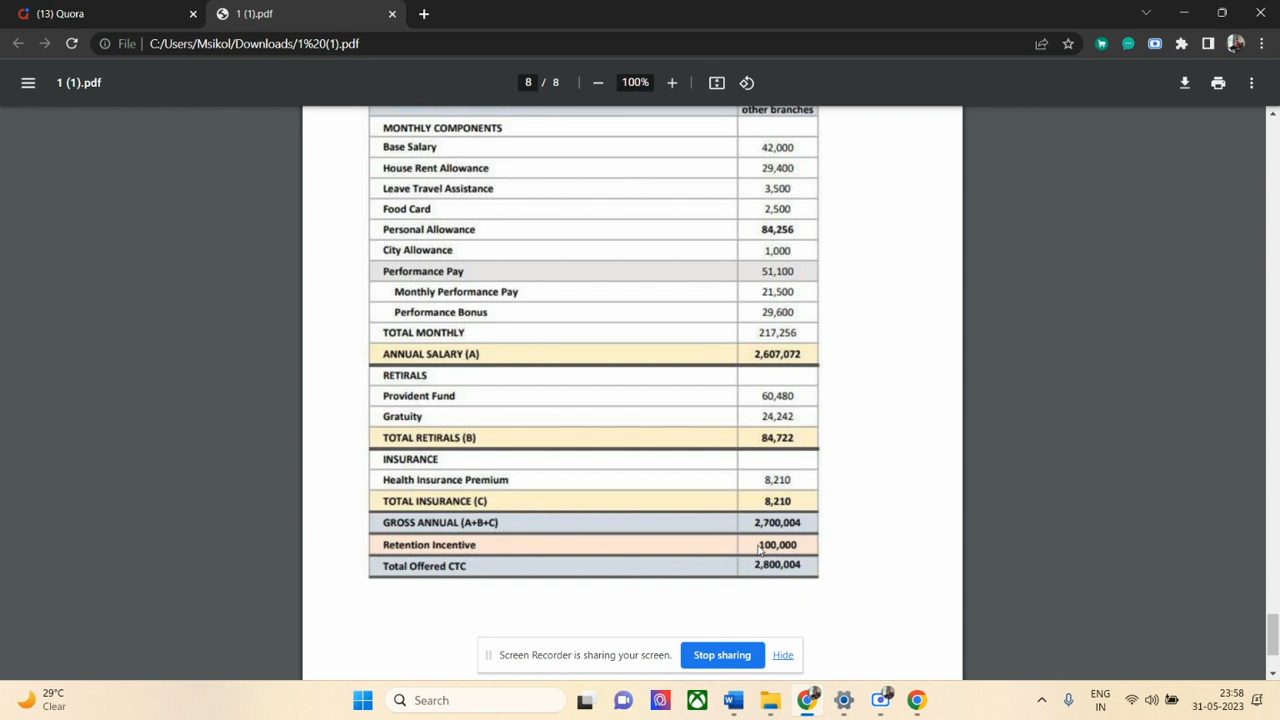 (13) Quora
1 (1).pdf
File C:/Users/Msikol/Downloads/1%20(1).pdf
1 (1).pdf
8 / 8
100%
other branches
MONTHLY COMPONENTS
Base Salary 42,000
House Rent Allowance 29,400
Leave Travel Assistance 3,500
Food Card 2,500
Personal Allowance 84,256
City Allowance 1,000
Performance Pay 51,100
Monthly Performance Pay 21,500
Performance Bonus 29,600
TOTAL MONTHLY 217,256
ANNUAL SALARY (A) 2,607,072
RETIRALS
Provident Fund 60,480
Gratuity 24,242
TOTAL RETIRALS (B) 84,722
INSURANCE
Health Insurance Premium 8,210
TOTAL INSURANCE (C) 8,210
GROSS ANNUAL (A+B+C) 2,700,004
Retention Incentive 100,000
Total Offered CTC 2,800,004
Screen Recorder is sharing your screen. Stop sharing Hide
29°C
Clear
Search
ENG
IN
23:58
31-05-2023